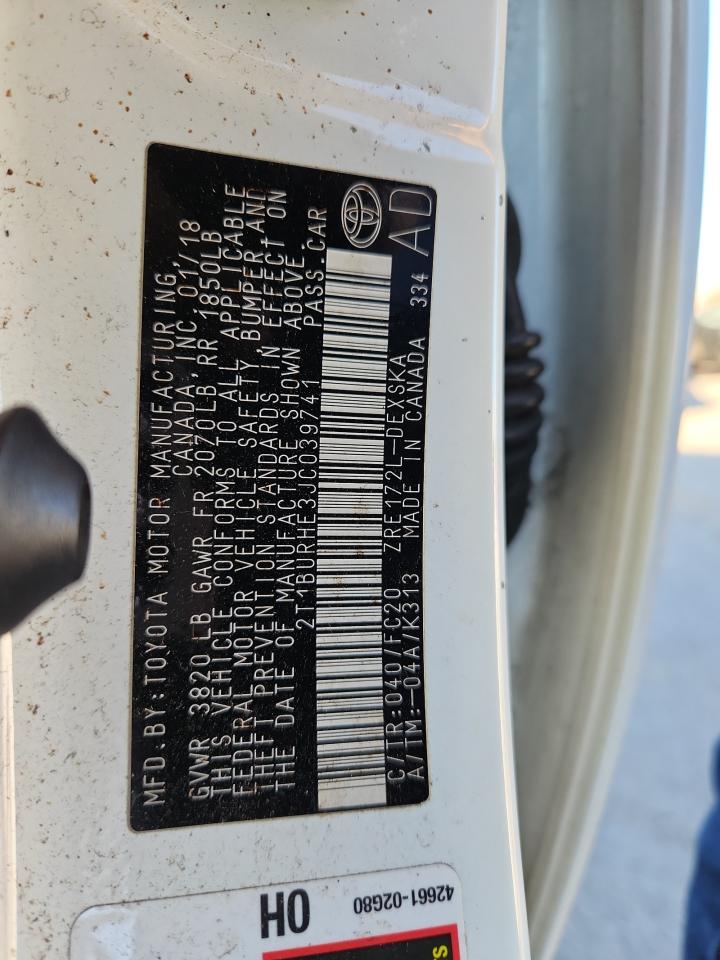 MFD.BY:TOYOTA MOTOR MANUFACTURING,
CANADA, INC. 01/18
GVWR 3820 LB GAWR FR 2070LB RR 1850LB
THIS VEHICLE CONFORMS TO ALL APPLICABLE
FEDERAL MOTOR VEHICLE SAFETY, BUMPER AND
THEFT PREVENTION STANDARDS IN EFFECT ON
THE DATE OF MANUFACTURE SHOWN ABOVE.
2T1BURHE3JC039741 PASS.CAR
C/TR:040/FC20 ZRE172L-DEXSKA
A/TM:-04A/K313 MADE IN CANADA 334
AD
OH
42661-02G80